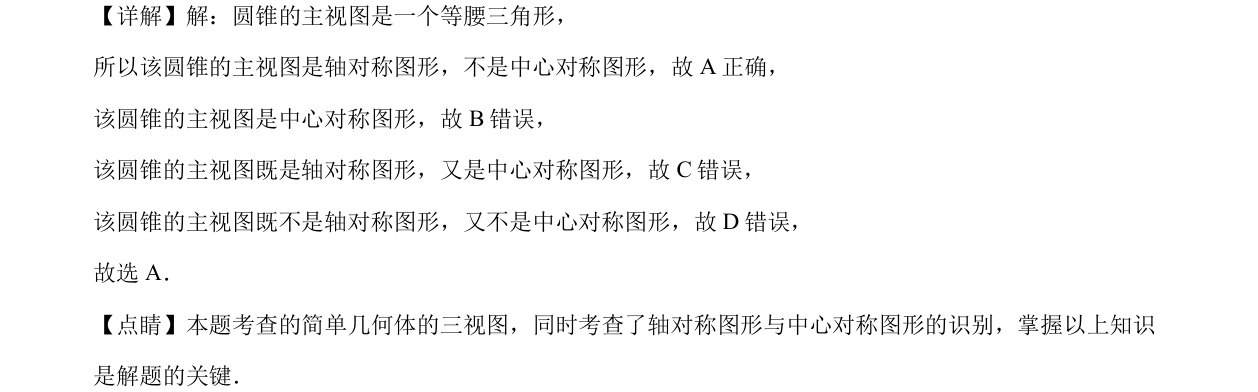 【详解】解：圆锥的主视图是一个等腰三角形，
所以该圆锥的主视图是轴对称图形，不是中心对称图形，故 A 正确，
该圆锥的主视图是中心对称图形，故 B 错误，
该圆锥的主视图既是轴对称图形，又是中心对称图形，故 C 错误，
该圆锥的主视图既不是轴对称图形，又不是中心对称图形，故 D 错误，
故选 A．
【点睛】本题考查的简单几何体的三视图，同时考查了轴对称图形与中心对称图形的识别，掌握以上知识
是解题的关键．